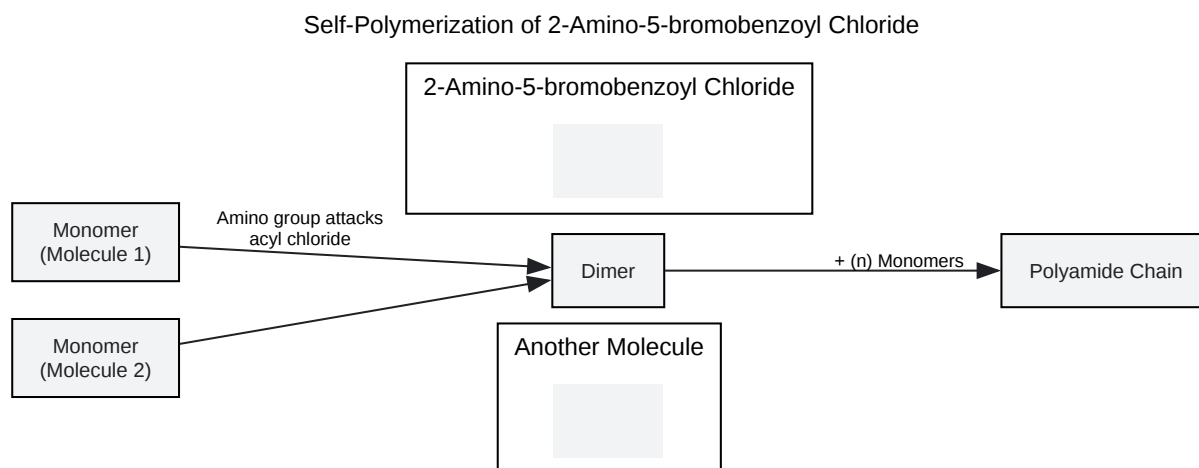 Self-Polymerization of 2-Amino-5-bromobenzoyl Chloride
2-Amino-5-bromobenzoyl Chloride
Monomer
(Molecule 1)
Amino group attacks
acyl chloride
Dimer
+ (n) Monomers
Polyamide Chain
Monomer
(Molecule 2)
Another Molecule